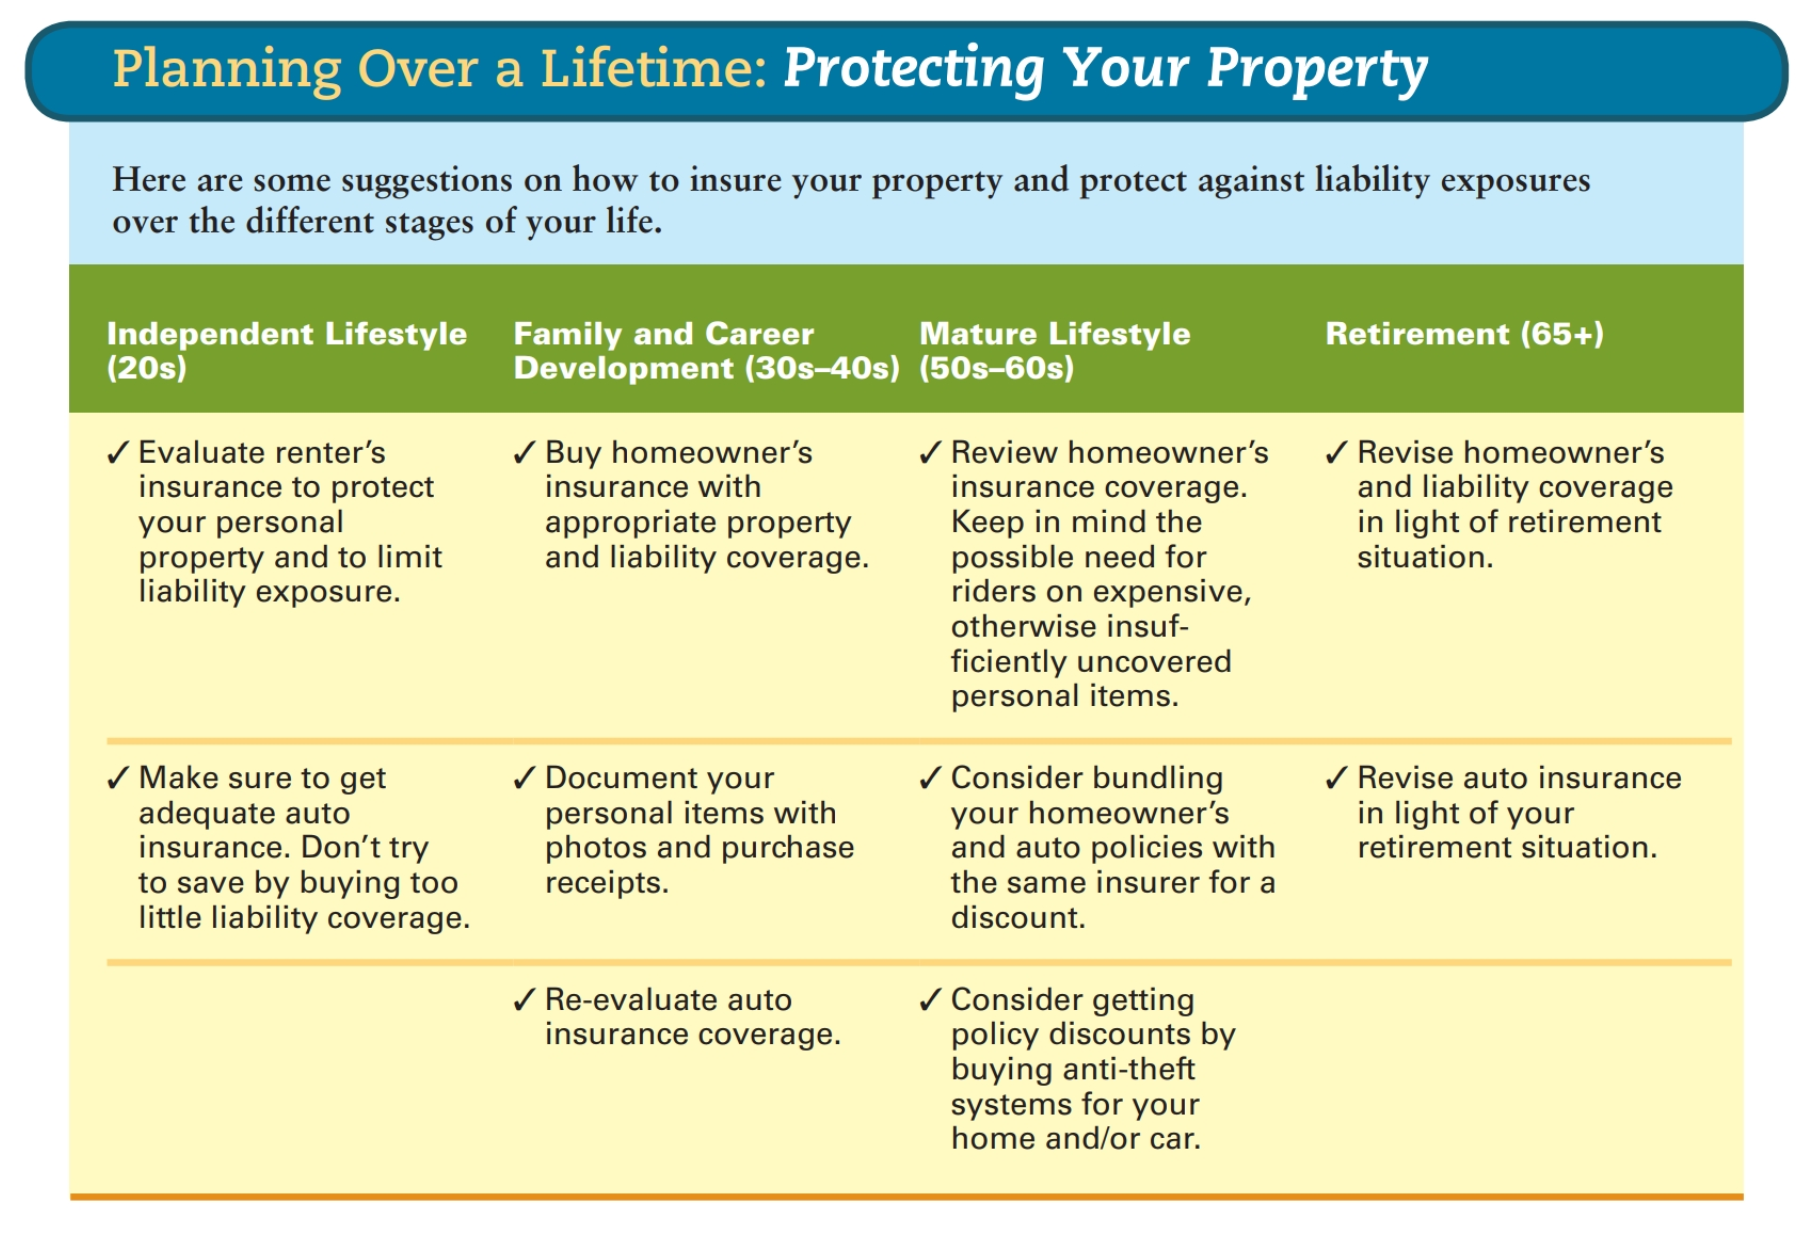 Planning Over a Lifetime: Protecting Your Property
Here are some suggestions on how to insure your property and protect against liability exposures
over the different stages of your life.
Independent Lifestyle
(20s)
Family and Career
Development (30s–40s)
Mature Lifestyle
(50s–60s)
Retirement (65+)
✓ Evaluate renter’s
insurance to protect
your personal
property and to limit
liability exposure.
✓ Buy homeowner’s
insurance with
appropriate property
and liability coverage.
✓ Review homeowner’s
insurance coverage.
Keep in mind the
possible need for
riders on expensive,
otherwise insuf-
ficiently uncovered
personal items.
✓ Revise homeowner’s
and liability coverage
in light of retirement
situation.
✓ Make sure to get
adequate auto
insurance. Don’t try
to save by buying too
little liability coverage.
✓ Document your
personal items with
photos and purchase
receipts.
✓ Consider bundling
your homeowner’s
and auto policies with
the same insurer for a
discount.
✓ Revise auto insurance
in light of your
retirement situation.
✓ Re-evaluate auto
insurance coverage.
✓ Consider getting
policy discounts by
buying anti-theft
systems for your
home and/or car.